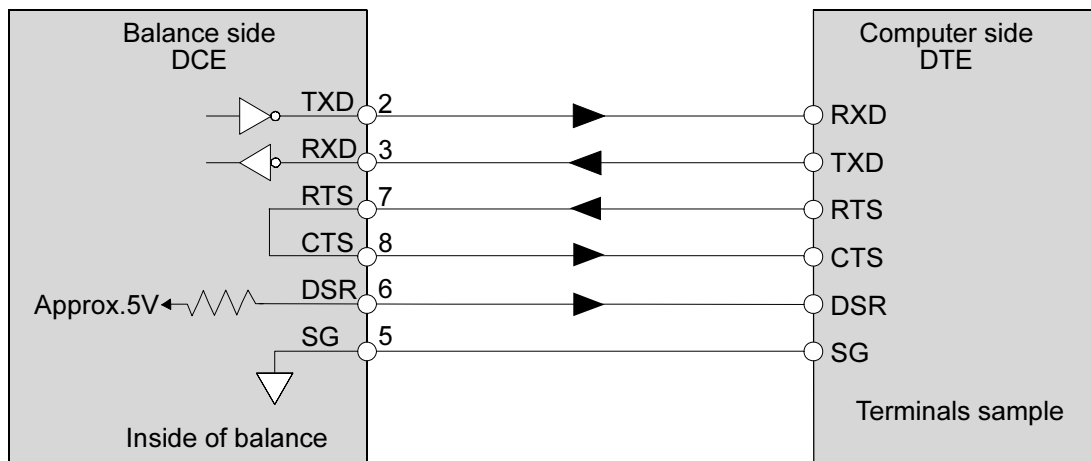 Balance side
DCE
Computer side
DTE
TXD 2 RXD
RXD 3 TXD
RTS 7 RTS
CTS 8 CTS
Approx.5V DSR 6 DSR
SG 5 SG
Inside of balance
Terminals sample